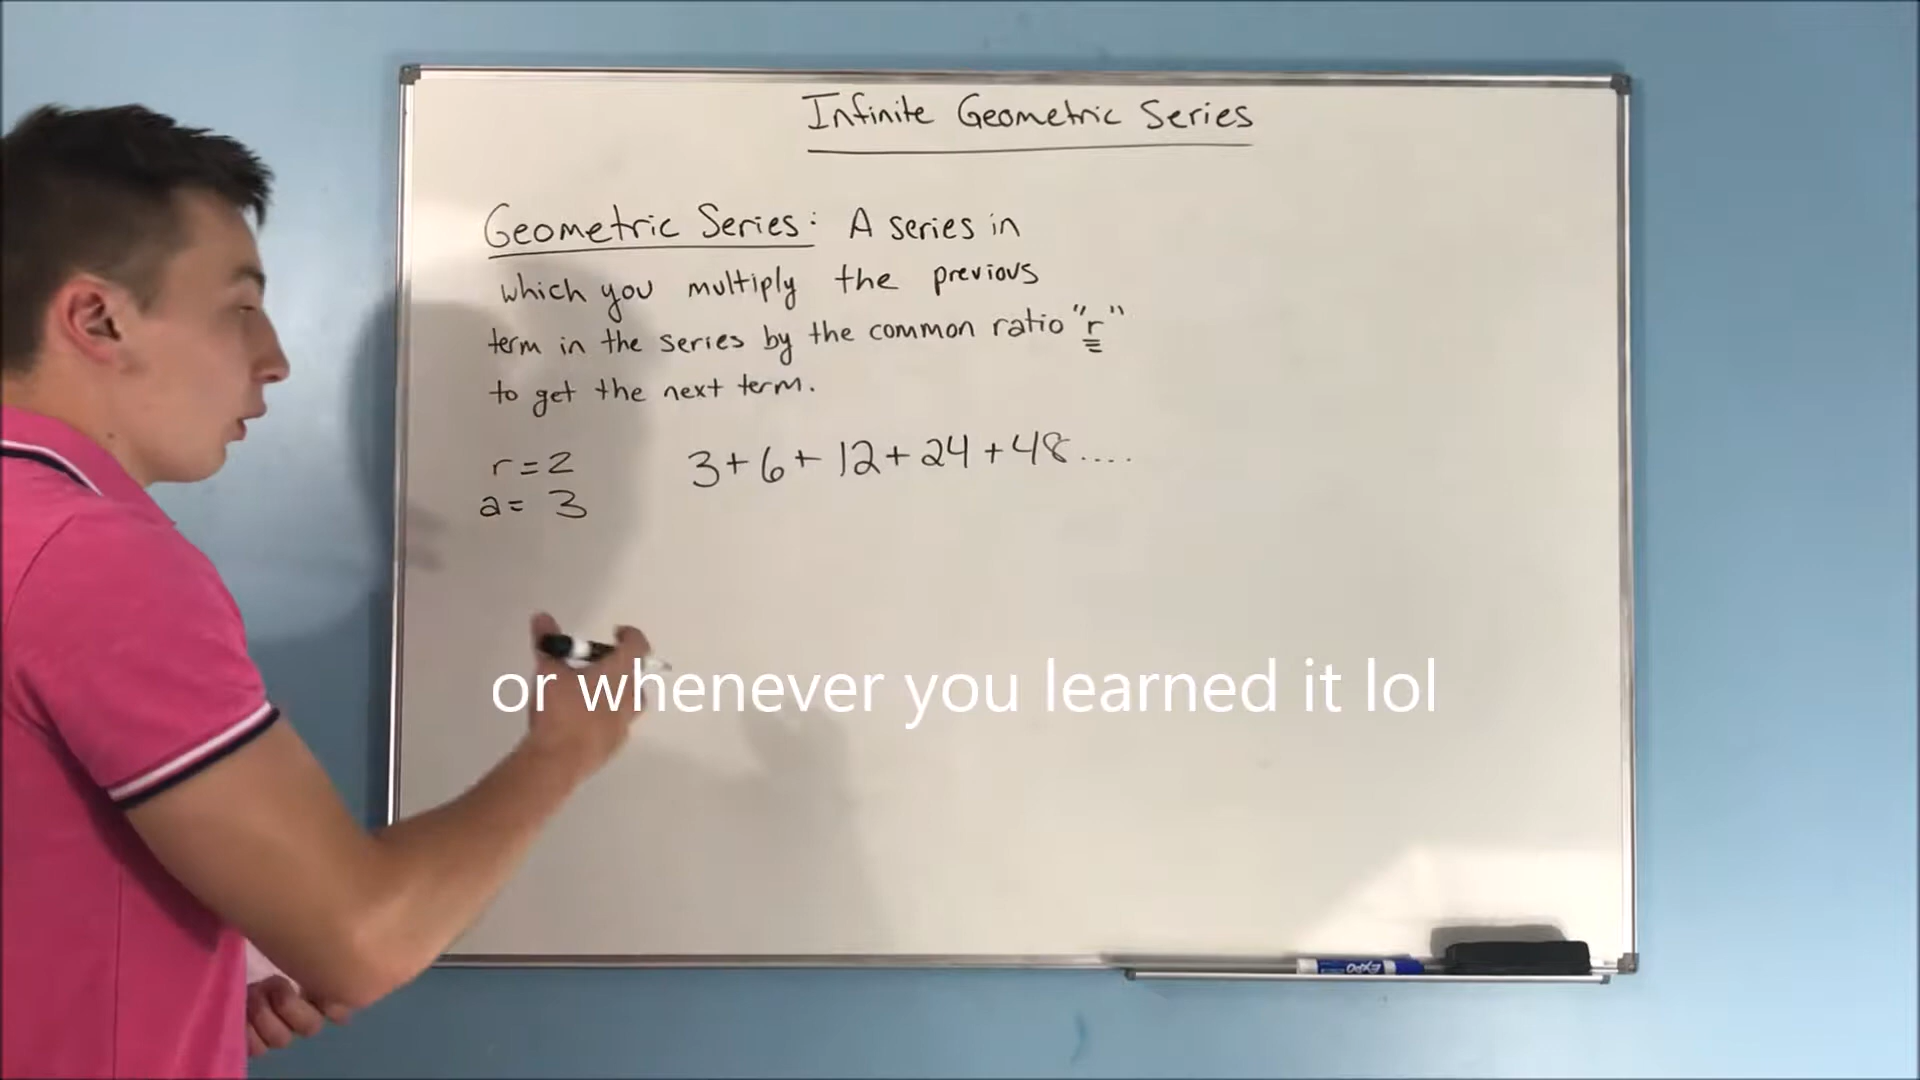 Infinite Geometric Series
Geometric Series: A series in
which you multiply the previous
term in the series by the common ratio "r"
to get the next term.
r = 2
3 + 6 + 12 + 24 + 48....
a = 3
or whenever you learned it lol
EXPO